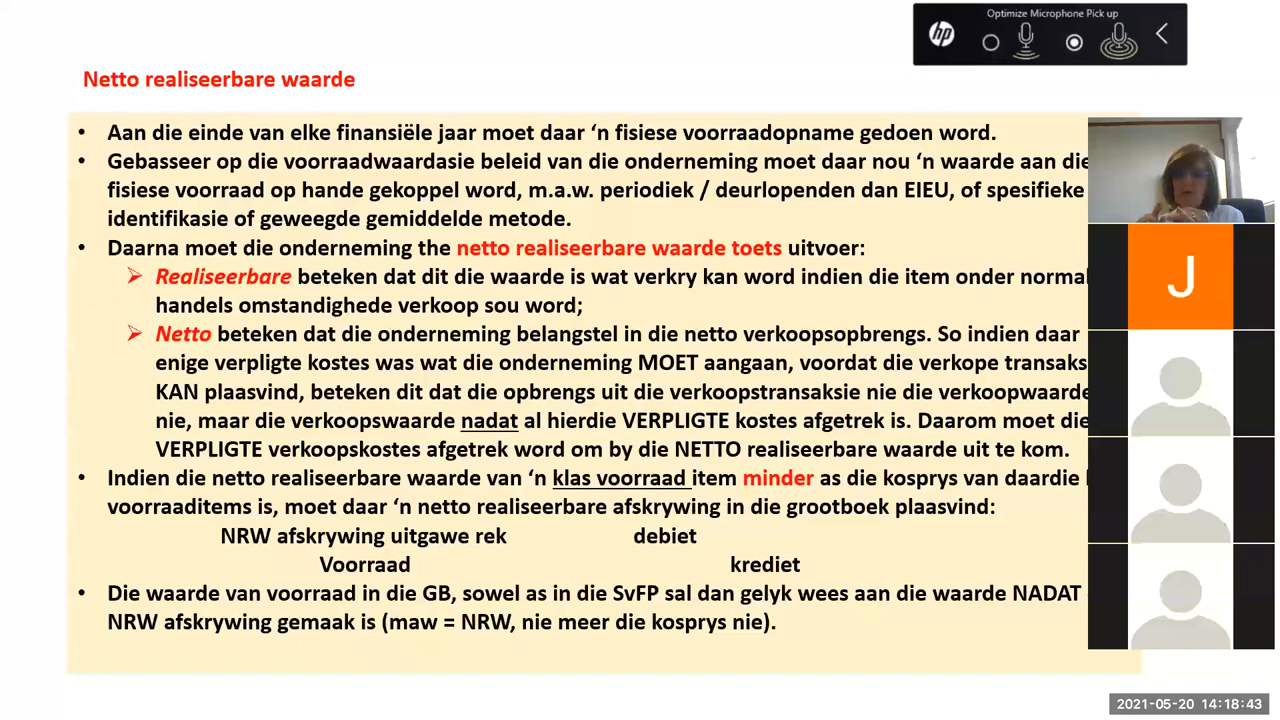 Optimize Microphone Pick up
hp
Netto realiseerbare waarde
• Aan die einde van elke finansiële jaar moet daar ‘n fisiese voorraadopname gedoen word.
• Gebasseer op die voorraadwaardasie beleid van die onderneming moet daar nou ‘n waarde aan die
fisiese voorraad op hande gekoppel word, m.a.w. periodiek / deurlopenden dan EIEU, of spesifieke
identifikasie of geweegde gemiddelde metode.
• Daarna moet die onderneming the netto realiseerbare waarde toets uitvoer:
➢ Realiseerbare beteken dat dit die waarde is wat verkry kan word indien die item onder normal
handels omstandighede verkoop sou word;
➢ Netto beteken dat die onderneming belangstel in die netto verkoopsopbrengs. So indien daar
enige verpligte kostes was wat die onderneming MOET aangaan, voordat die verkope transaks
KAN plaasvind, beteken dit dat die opbrengs uit die verkoopstransaksie nie die verkoopwaarde
nie, maar die verkoopswaarde nadat al hierdie VERPLIGTE kostes afgetrek is. Daarom moet die
VERPLIGTE verkoopskostes afgetrek word om by die NETTO realiseerbare waarde uit te kom.
• Indien die netto realiseerbare waarde van ‘n klas voorraad item minder as die kosprys van daardie
voorraaditems is, moet daar ‘n netto realiseerbare afskrywing in die grootboek plaasvind:
NRW afskrywing uitgawe rek debiet
Voorraad krediet
• Die waarde van voorraad in die GB, sowel as in die SvFP sal dan gelyk wees aan die waarde NADAT
NRW afskrywing gemaak is (maw = NRW, nie meer die kosprys nie).
J
2021-05-20 14:18:43